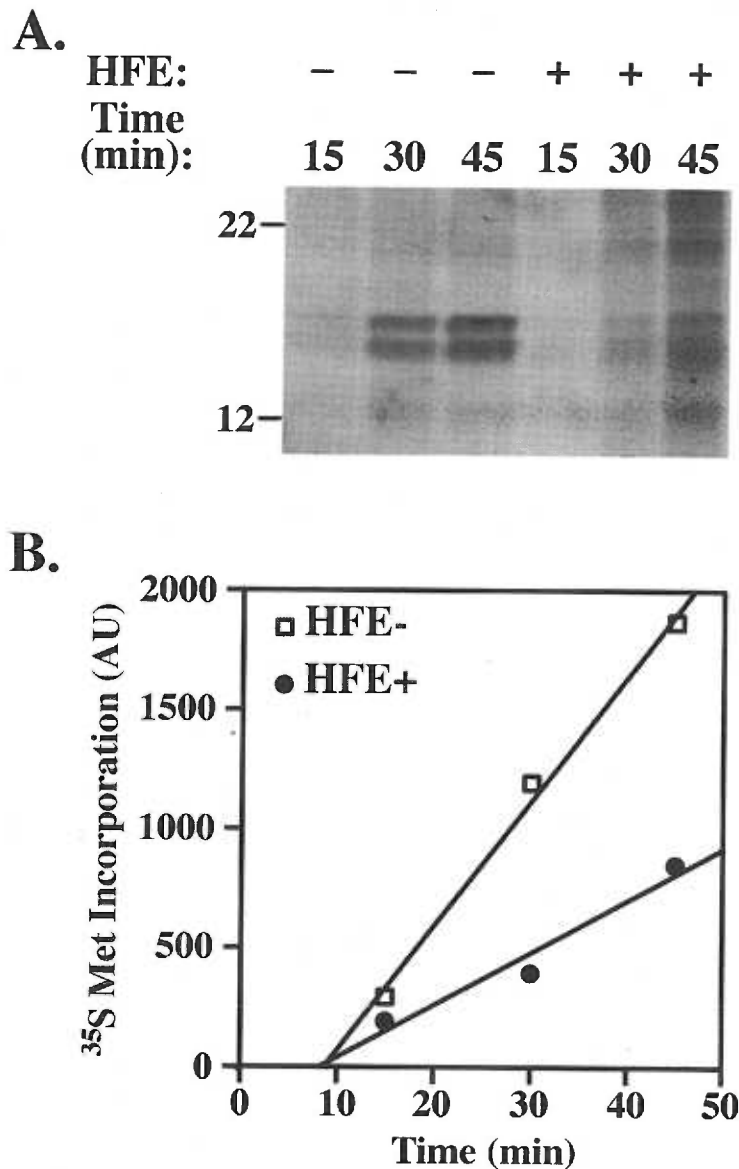 A.
HFE: – – – + + +
Time
(min): 15 30 45 15 30 45
22
12
B.
2000
1500
1000
500
0
35S Met Incorporation (AU)
HFE-
HFE+
0 10 20 30 40 50
Time (min)